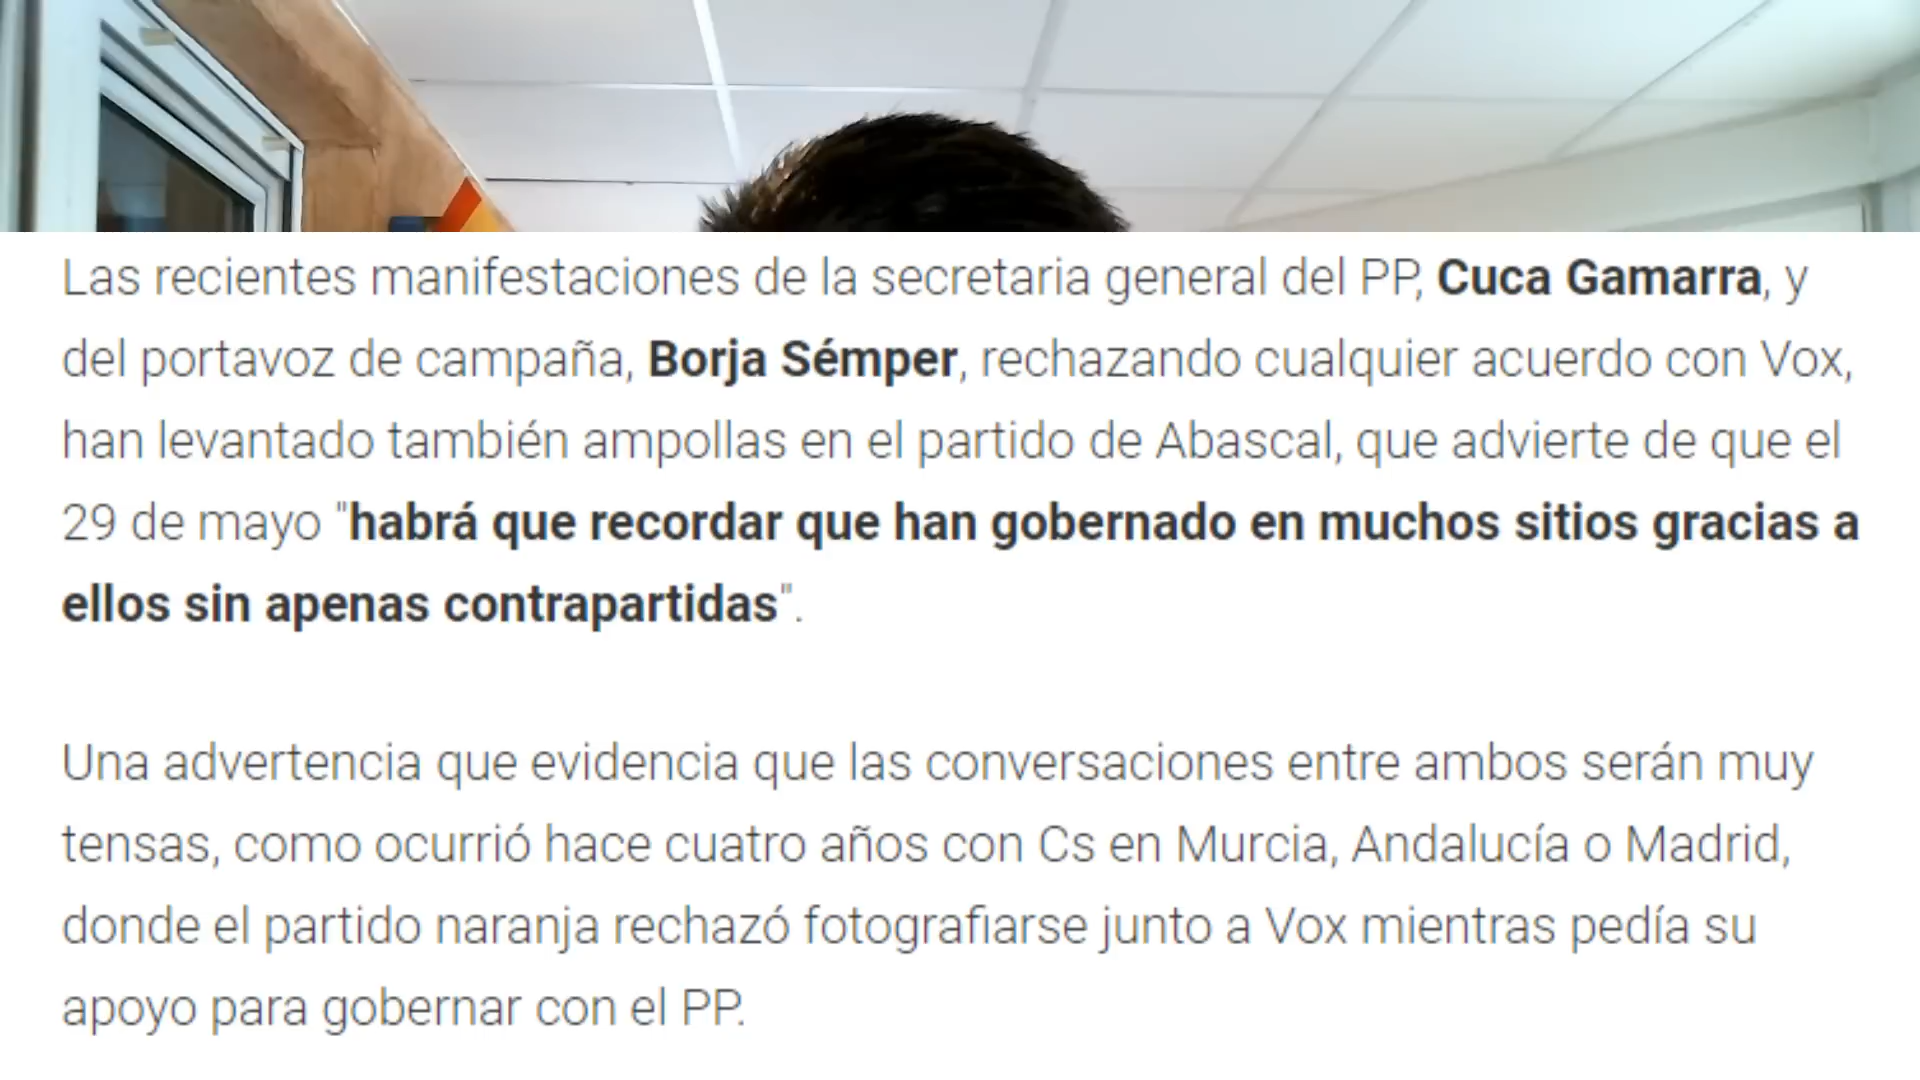 Las recientes manifestaciones de la secretaria general del PP, Cuca Gamarra, y
del portavoz de campaña, Borja Sémper, rechazando cualquier acuerdo con Vox,
han levantado también ampollas en el partido de Abascal, que advierte de que el
29 de mayo "habrá que recordar que han gobernado en muchos sitios gracias a
ellos sin apenas contrapartidas".
Una advertencia que evidencia que las conversaciones entre ambos serán muy
tensas, como ocurrió hace cuatro años con Cs en Murcia, Andalucía o Madrid,
donde el partido naranja rechazó fotografiarse junto a Vox mientras pedía su
apoyo para gobernar con el PP.